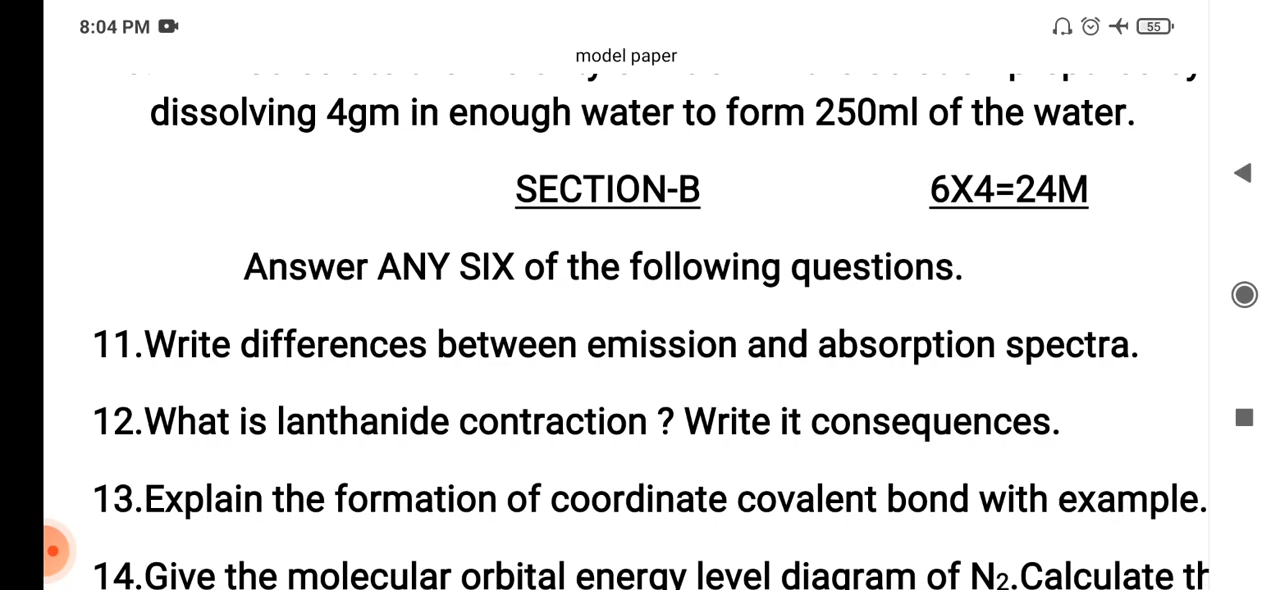 8:04 PM
55
model paper
dissolving 4gm in enough water to form 250ml of the water.
SECTION-B 6X4=24M
Answer ANY SIX of the following questions.
11.Write differences between emission and absorption spectra.
12.What is lanthanide contraction ? Write it consequences.
13.Explain the formation of coordinate covalent bond with example.
14.Give the molecular orbital energy level diagram of N₂.Calculate th